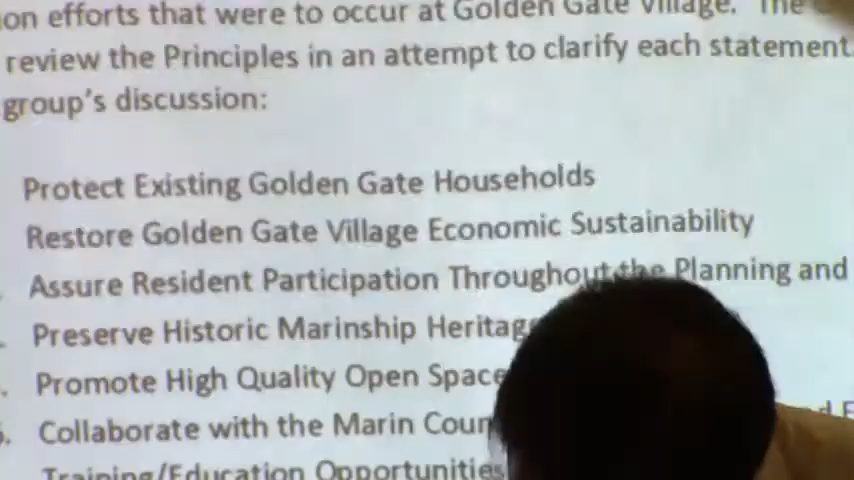 on efforts that were to occur at Golden Gate Village. The
review the Principles in an attempt to clarify each statement.
group's discussion:
Protect Existing Golden Gate Households
Restore Golden Gate Village Economic Sustainability
Assure Resident Participation Throughout the Planning and
Preserve Historic Marinship Heritag
Promote High Quality Open Space
Collaborate with the Marin Coun
Training/Education Opportunities